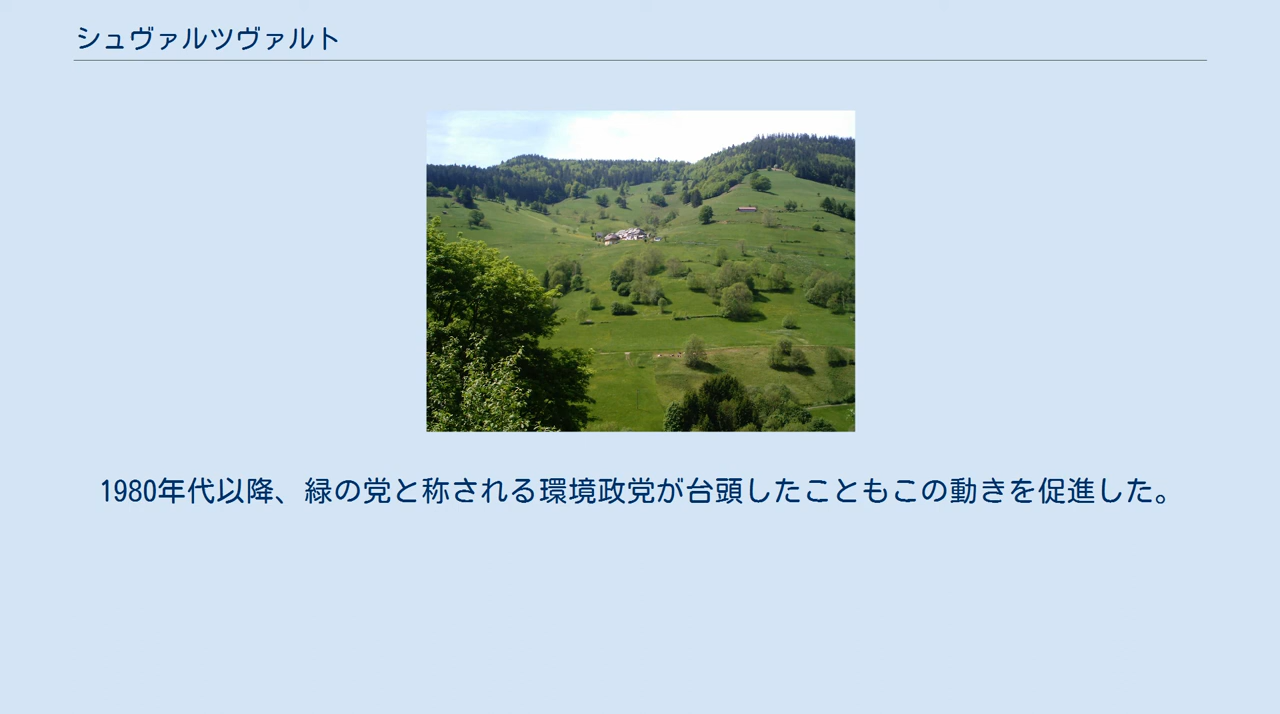 シュヴァルツヴァルト
1980年代以降、緑の党と称される環境政党が台頭したこともこの動きを促進した。